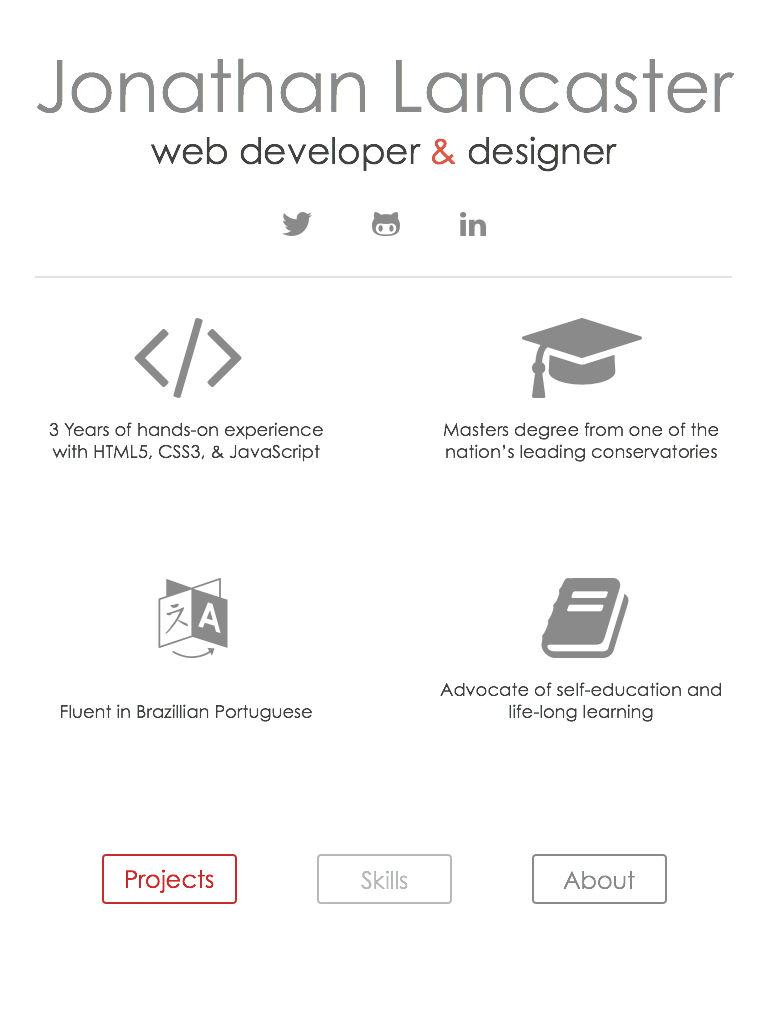 Jonathan Lancaster
web developer & designer
in
3 Years of hands-on experience
with HTML5, CSS3, & JavaScript
Masters degree from one of the
nation's leading conservatories
A
Fluent in Brazillian Portuguese
Advocate of self-education and
life-long learning
Projects
Skills
About